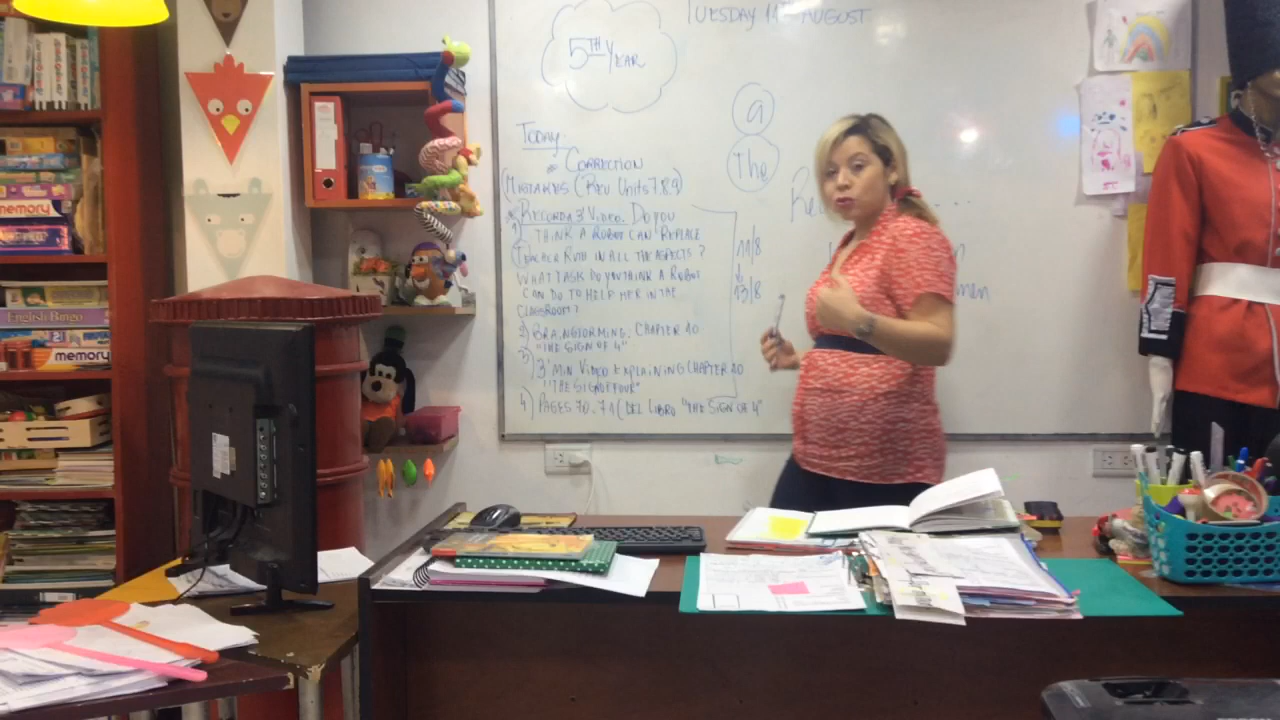 TUESDAY 11TH AUGUST
5TH YEAR
TODAY
* CORRECTION
MISTAKES (REV UNITS 7.8.9)
1) VIDEO. DO YOU
THINK A ROBOT CAN REPLACE
TEACHER RUTH IN ALL THE ASPECTS?
WHAT TASK DO YOU THINK A ROBOT
CAN DO TO HELP HER IN THE
CLASSROOM?
2) BRAINSTORMING. CHAPTER 10
"THE SIGN OF 4"
3) 3' MIN VIDEO EXPLAINING CHAPTER 10
"THE SIGN OF FOUR"
4) PAGES 70.71 (DEL LIBRO "THE SIGN OF 4"
11/8
y
13/8
a
The
memory
English Bingo
memory